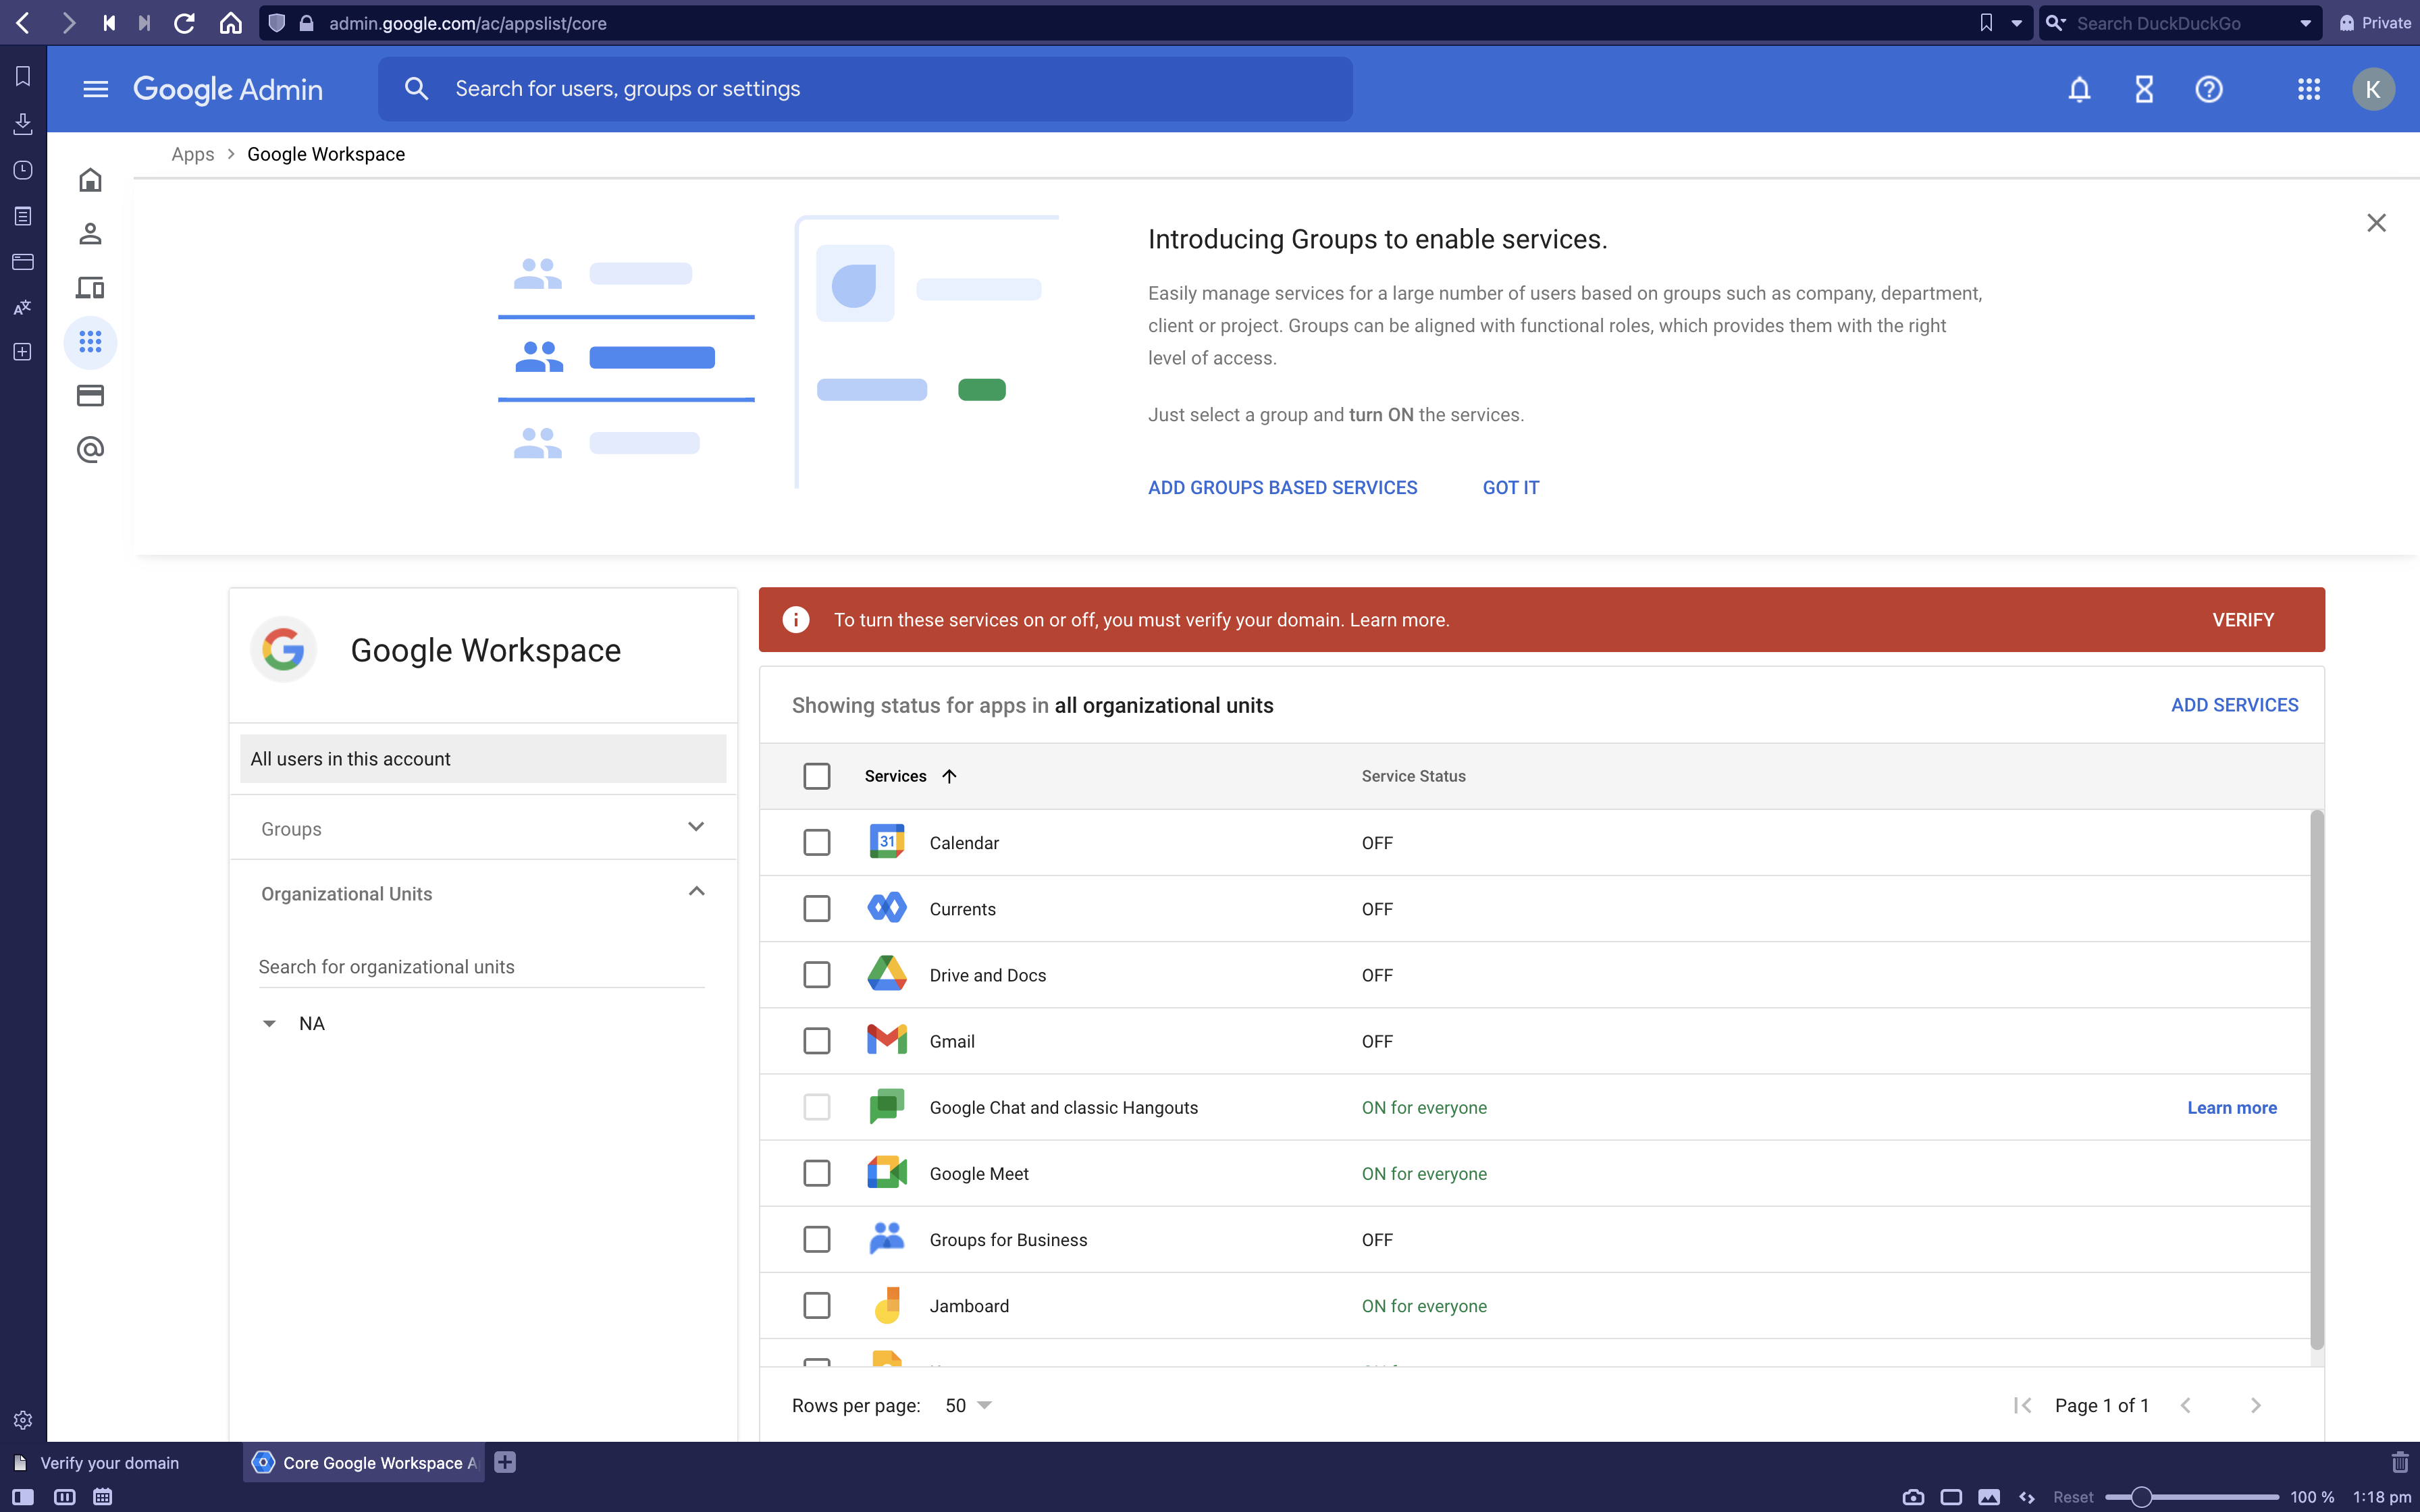 admin.google.com/ac/appslist/core
Search DuckDuckGo
Private
Google Admin
Search for users, groups or settings
K
Apps > Google Workspace
Introducing Groups to enable services.
Easily manage services for a large number of users based on groups such as company, department,
client or project. Groups can be aligned with functional roles, which provides them with the right
level of access.
Just select a group and turn ON the services.
ADD GROUPS BASED SERVICES
GOT IT
Google Workspace
All users in this account
Groups
Organizational Units
Search for organizational units
NA
To turn these services on or off, you must verify your domain. Learn more.
VERIFY
Showing status for apps in all organizational units
ADD SERVICES
Services
Service Status
31
Calendar
OFF
Currents
OFF
Drive and Docs
OFF
Gmail
OFF
Google Chat and classic Hangouts
ON for everyone
Learn more
Google Meet
ON for everyone
Groups for Business
OFF
Jamboard
ON for everyone
Rows per page: 50
Page 1 of 1
Verify your domain
Core Google Workspace A
Reset
100 %
1:18 pm